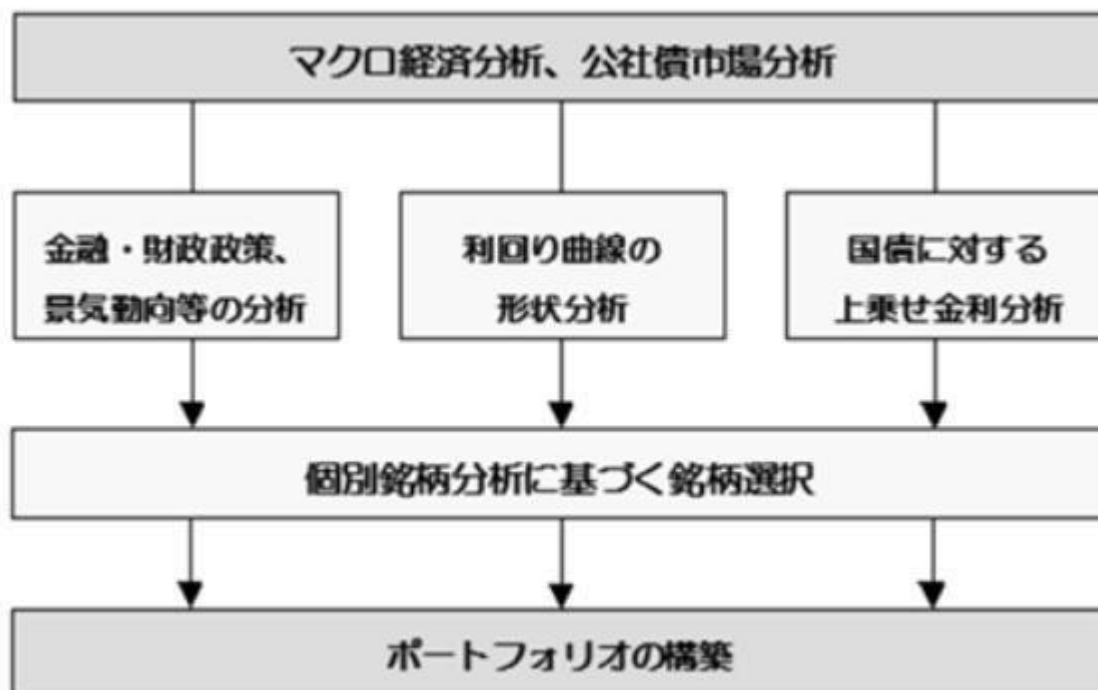 マクロ経済分析、公社債市場分析
金融・財政政策、
景気動向等の分析
利回り曲線の
形状分析
国債に対する
上乗せ金利分析
個別銘柄分析に基づく銘柄選択
ポートフォリオの構築